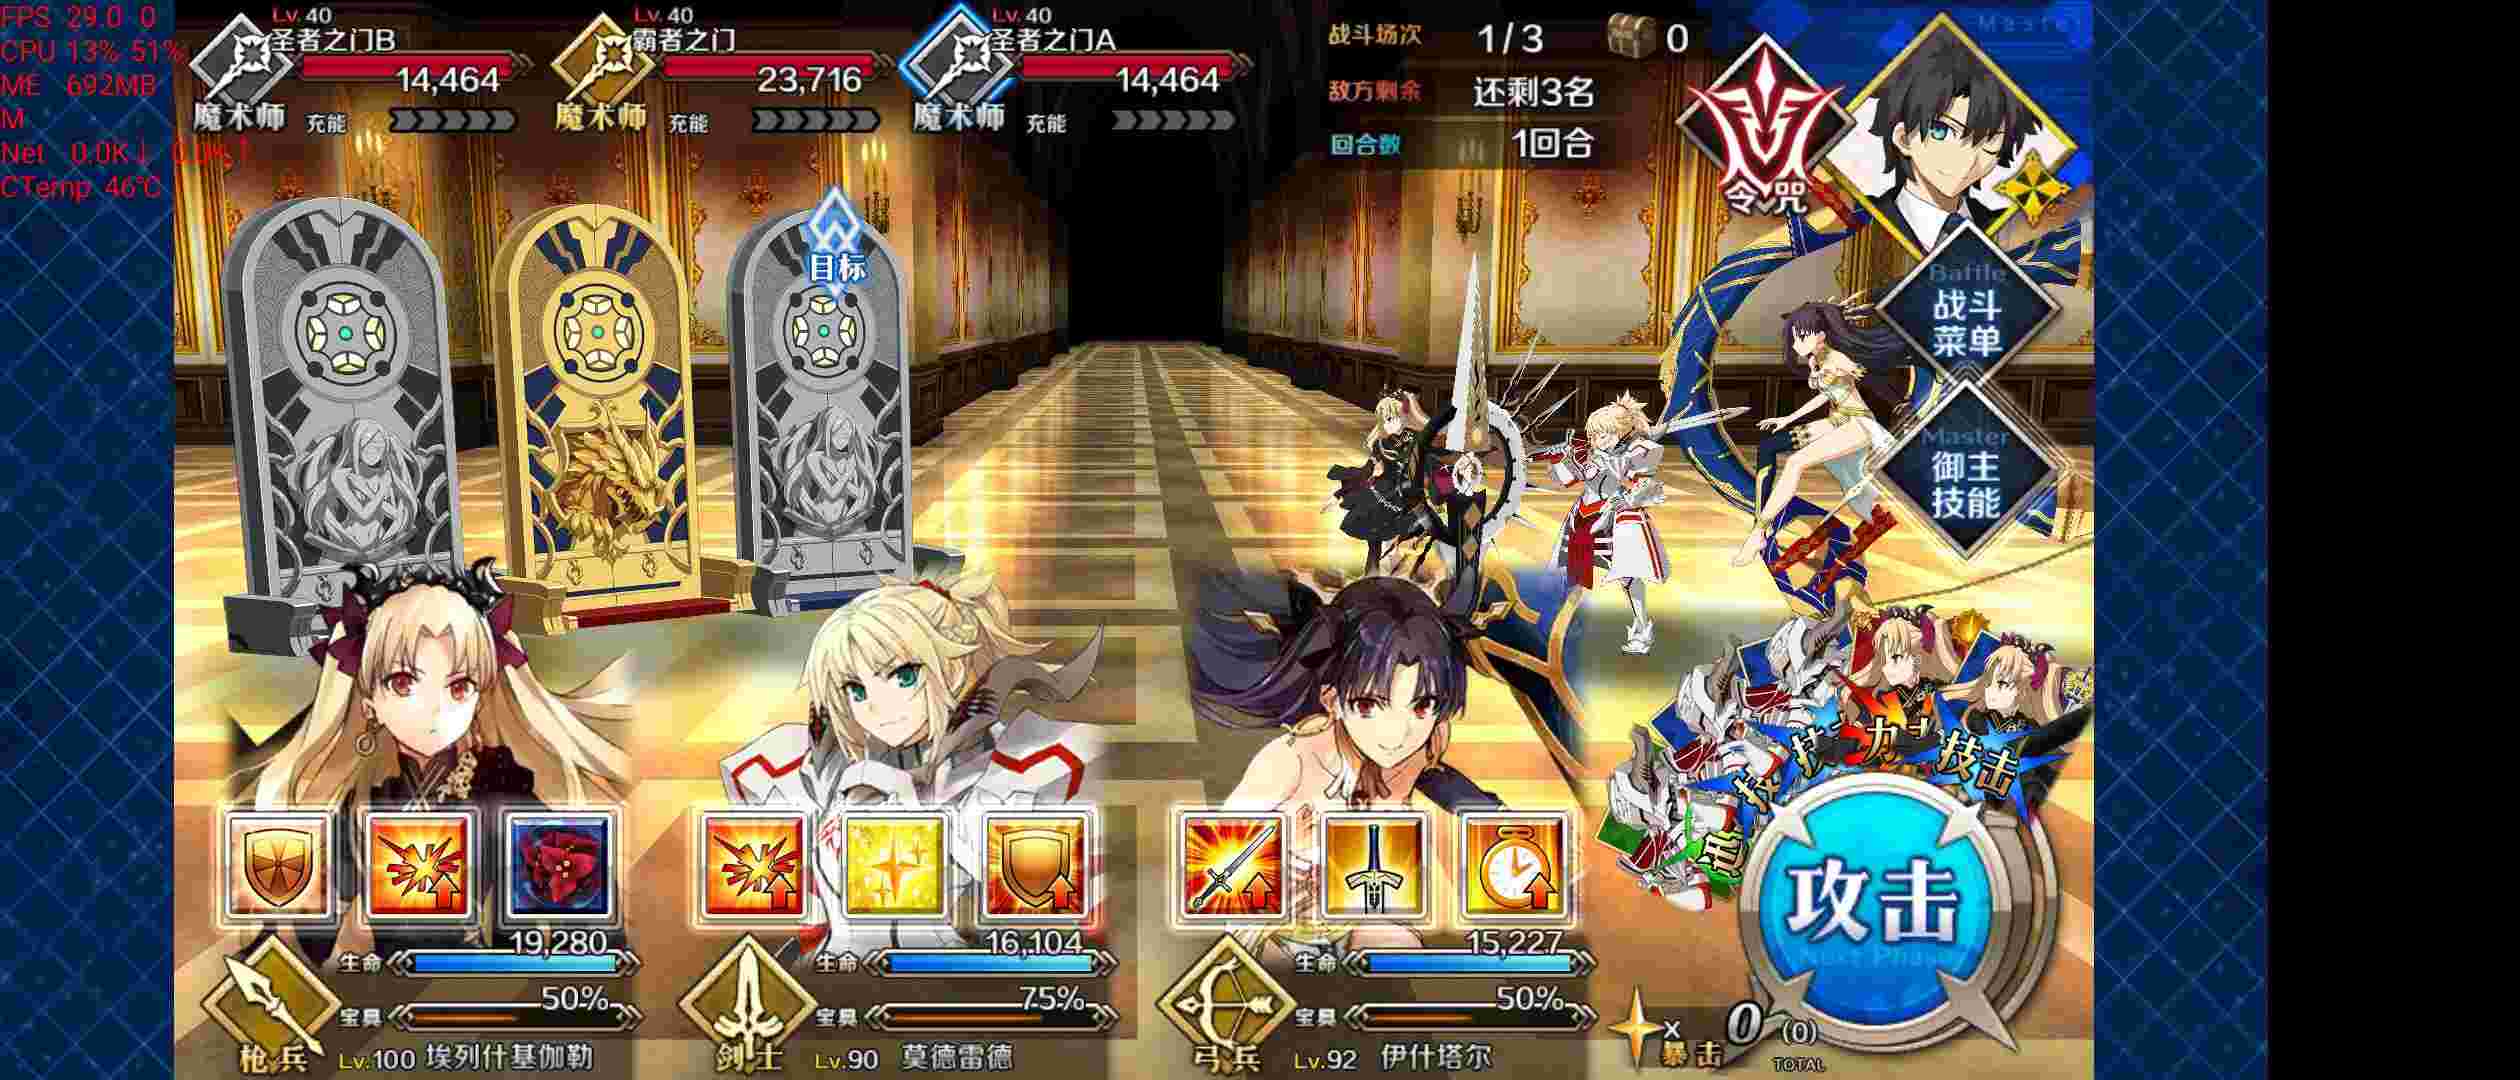 FPS 29.0 0
CPU 13% 51%
ME 692MB
M
Net 0.0K↓ 0.0K↑
CTemp 46°C
Lv.40
圣者之门B
14,464
魔术师 充能
Lv.40
霸者之门
23,716
魔术师 充能
Lv.40
圣者之门A
14,464
魔术师 充能
战斗场次 1/3 0
敌方剩余 还剩3名
回合数 1回合
令咒
Master
目标
Battle
战斗
菜单
Master
御主
技能
技
技
力
技击
攻击
Next Phase
19,280
生命
50%
宝具
枪兵 Lv.100 埃列什基伽勒
16,104
生命
75%
宝具
剑士 Lv.90 莫德雷德
15,227
生命
50%
宝具
弓兵 Lv.92 伊什塔尔
x 0 (0)
暴击 TOTAL